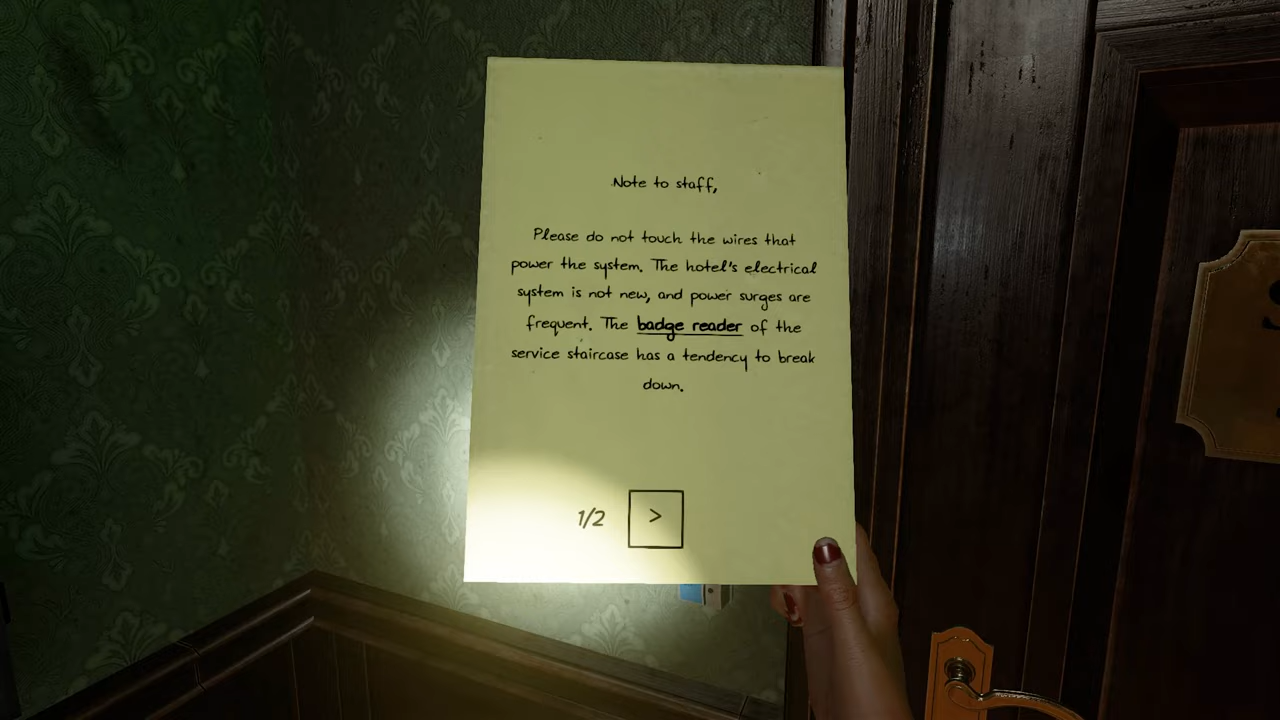 Note to staff,
Please do not touch the wires that
power the system. The hotel's electrical
system is not new, and power surges are
frequent. The badge reader of the
service staircase has a tendency to break
down.
1/2 >